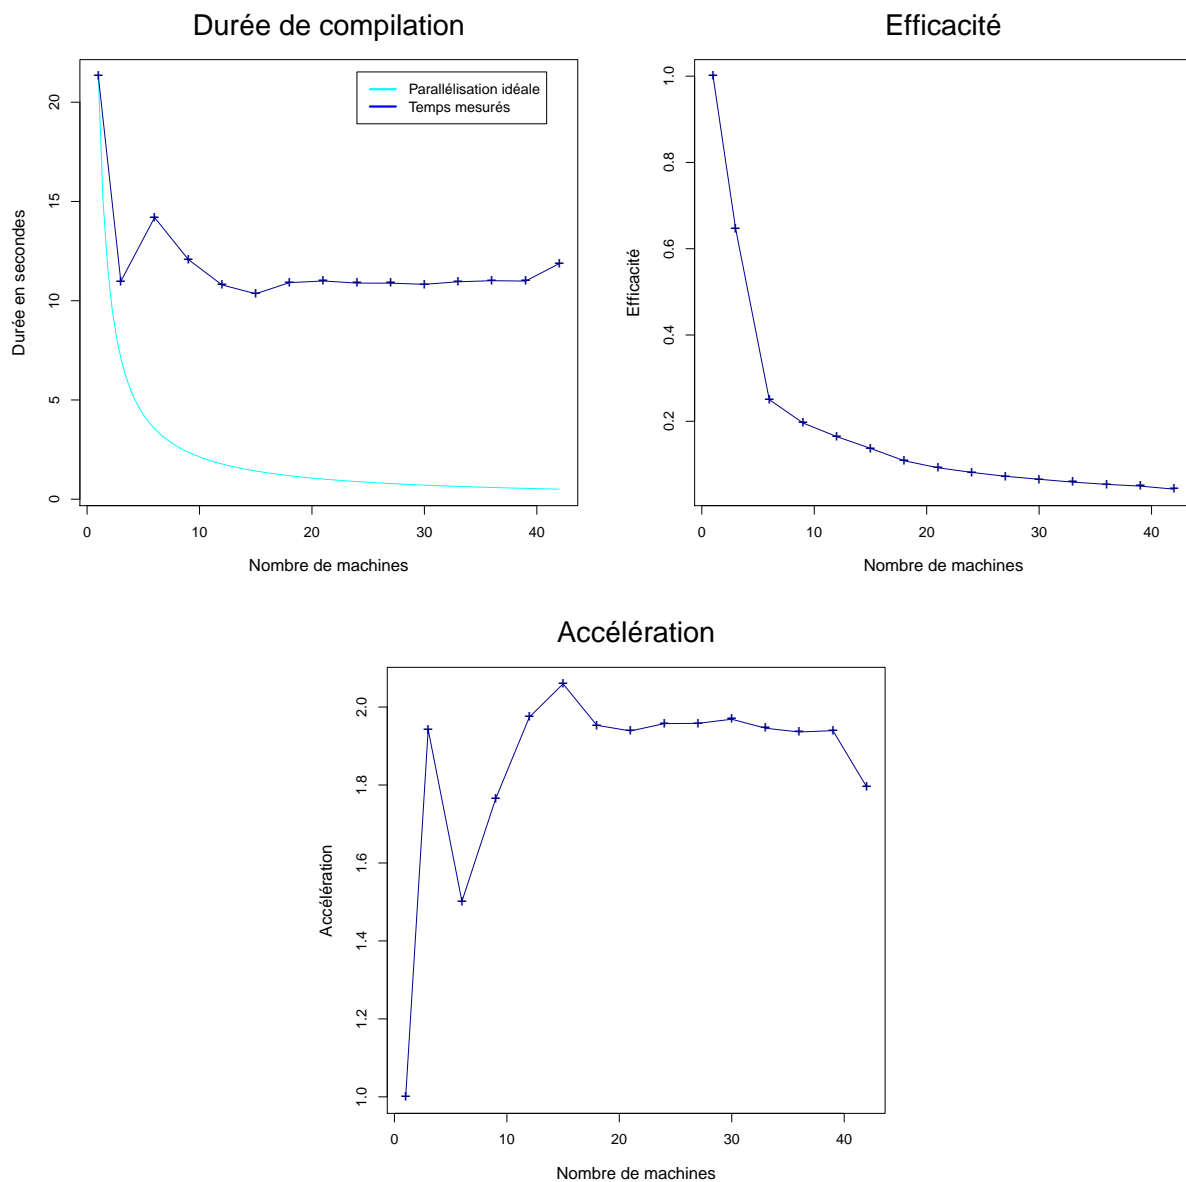 Durée de compilation
Parallélisation idéale
Temps mesurés
Durée en secondes
20
15
10
5
0
0 10 20 30 40
Nombre de machines
Efficacité
Efficacité
1.0
0.8
0.6
0.4
0.2
0 10 20 30 40
Nombre de machines
Accélération
Accélération
2.0
1.8
1.6
1.4
1.2
1.0
0 10 20 30 40
Nombre de machines